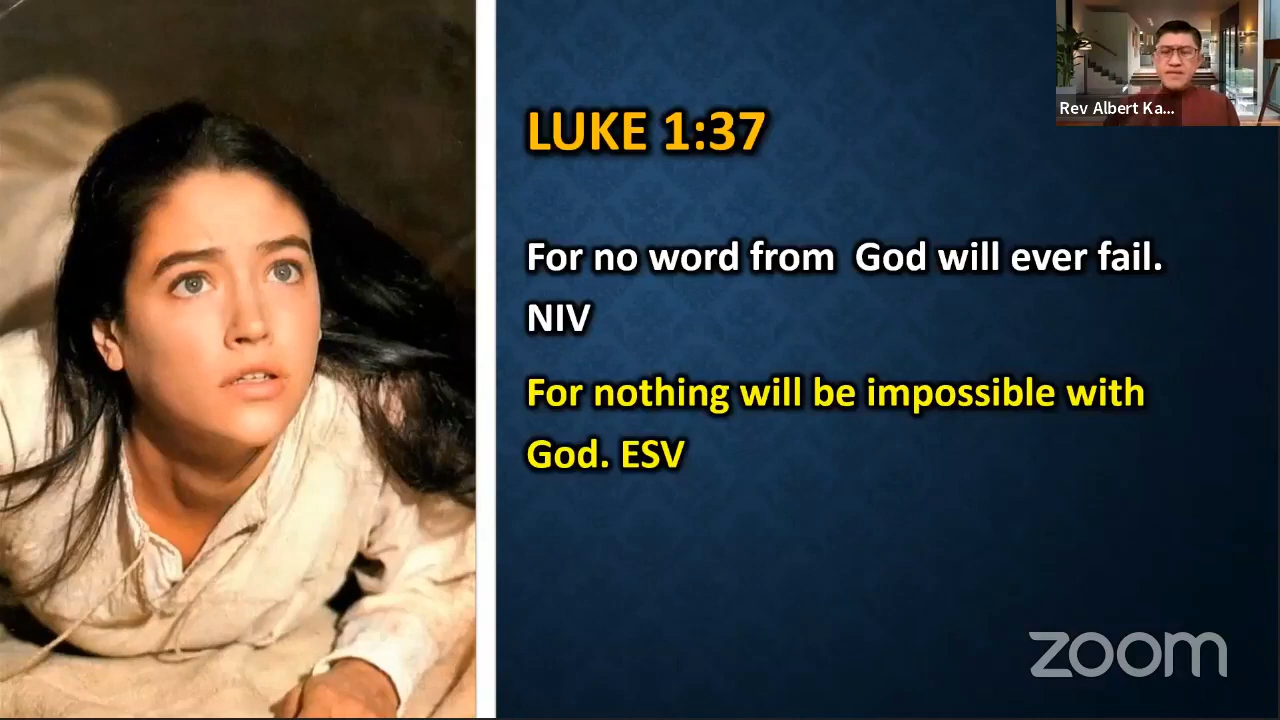 Rev Albert Ka...
LUKE 1:37
For no word from God will ever fail.
NIV
For nothing will be impossible with
God. ESV
zoom